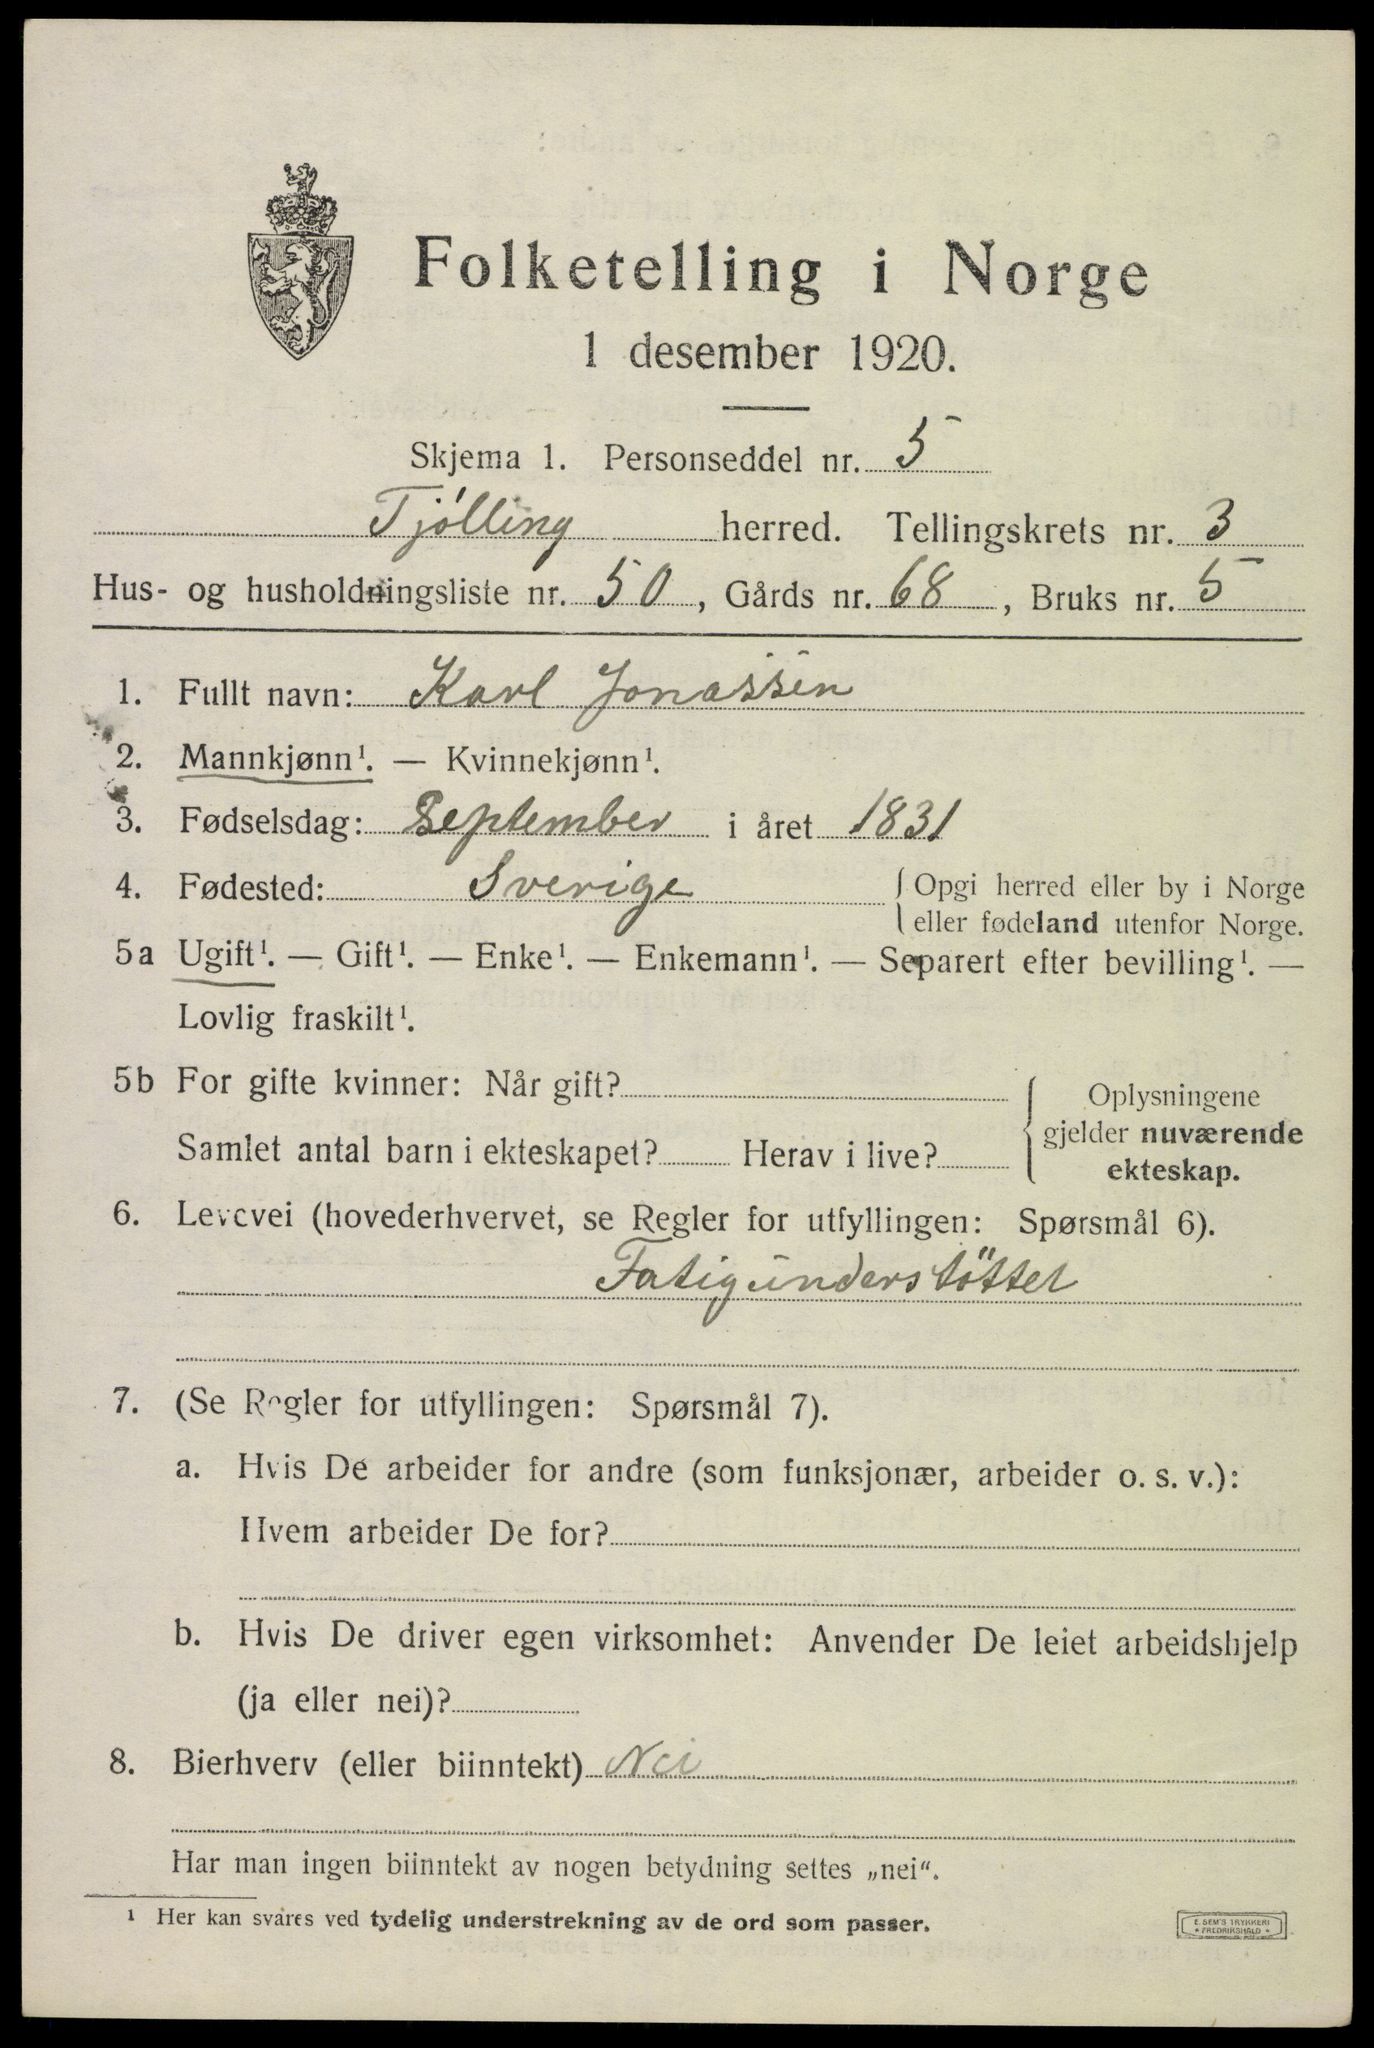 Folketelling i Norge
1 desember 1920.
Skjema 1. Personseddel nr. 5
Tjölling herred. Tellingskrets nr. 3
Hus- og husholdningsliste nr. 50, Gårds nr. 68, Bruks nr. 5
1. Fullt navn: Karl Jonassen
2. Mannkjønn¹. — Kvinnekjønn¹.
3. Fødselsdag: September i året 1831
4. Fødested: Sverige { Opgi herred eller by i Norge
eller fødeland utenfor Norge.
5a Ugift¹. — Gift¹. — Enke¹. — Enkemann¹. — Separert efter bevilling¹. —
Lovlig fraskilt¹.
5b For gifte kvinner: Når gift?
Samlet antal barn i ekteskapet? Herav i live?
{ Oplysningene
gjelder nuværende
ekteskap.
6. Levevei (hovederhvervet, se Regler for utfyllingen: Spørsmål 6).
Fatigunderstöttet
7. (Se Regler for utfyllingen: Spørsmål 7).
a. Hvis De arbeider for andre (som funksjonær, arbeider o. s. v.):
Hvem arbeider De for?
b. Hvis De driver egen virksomhet: Anvender De leiet arbeidshjelp
(ja eller nei)?
8. Bierhverv (eller biinntekt) Nei
Har man ingen biinntekt av nogen betydning settes „nei“.
¹ Her kan svares ved tydelig understrekning av de ord som passer.
E. SEM'S TRYKKERI
* FREDRIKSHALD *